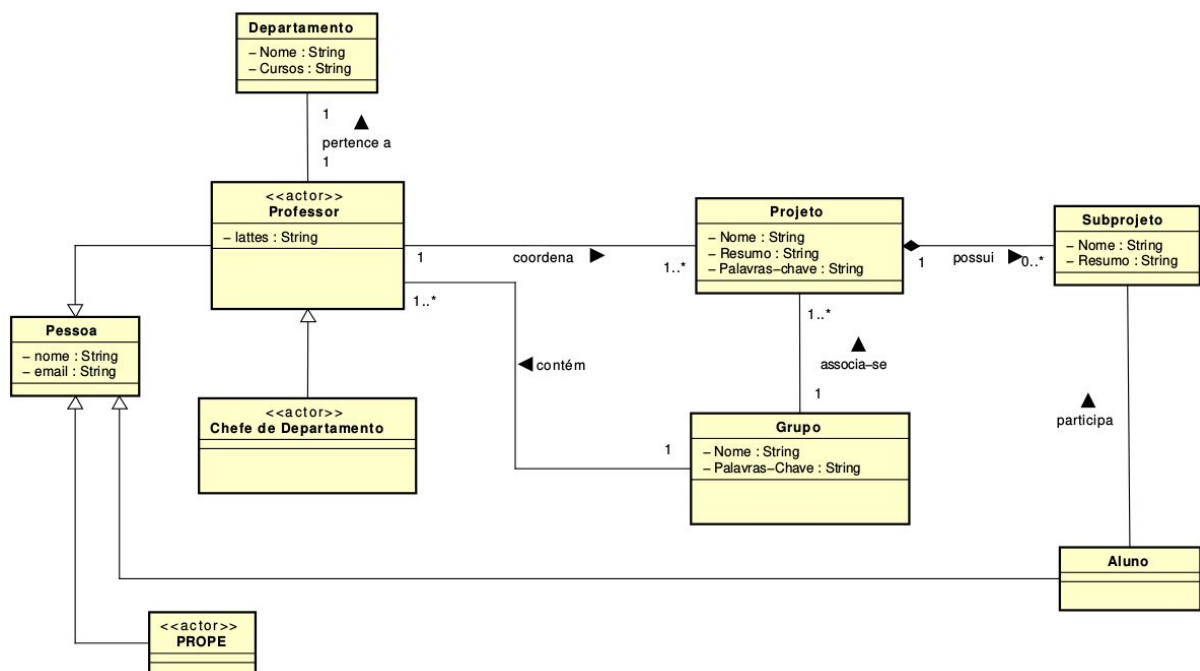 Departamento
– Nome : String
– Cursos : String
1
pertence a
1
<<actor>>
Professor
– lattes : String
1
coordena
1..*
1..*
Projeto
– Nome : String
– Resumo : String
– Palavras–chave : String
1
possui
0..*
Subprojeto
– Nome : String
– Resumo : String
Pessoa
– nome : String
– email : String
contém
1..*
associa–se
1
<<actor>>
Chefe de Departamento
1
Grupo
– Nome : String
– Palavras–Chave : String
participa
Aluno
<<actor>>
PROPE